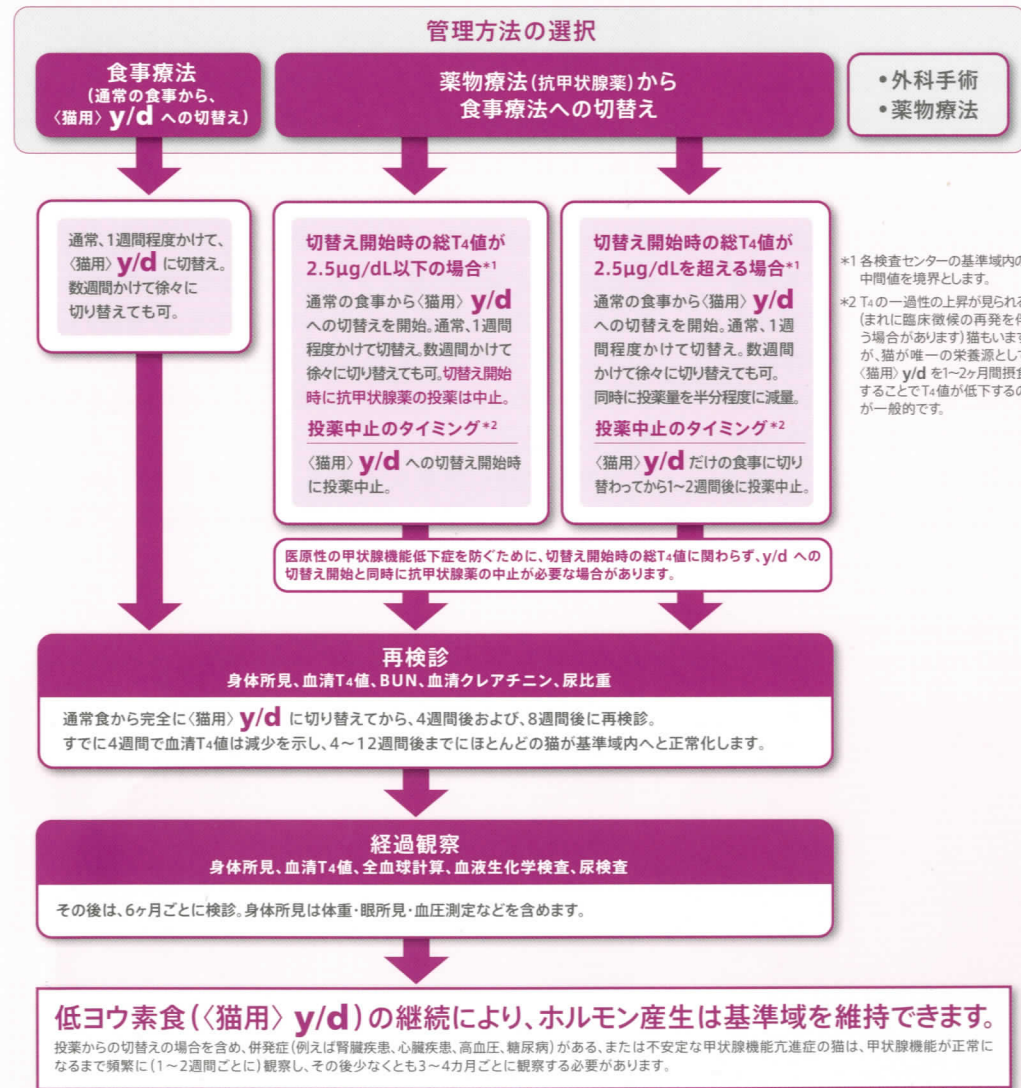 管理方法の選択
食事療法
(通常の食事から、
〈猫用〉y/d への切替え)
薬物療法(抗甲状腺薬)から
食事療法への切替え
•外科手術
•薬物療法
通常、1週間程度かけて、
〈猫用〉y/d に切替え。
数週間かけて徐々に
切り替えても可。
切替え開始時の総T4値が
2.5μg/dL以下の場合*1
通常の食事から〈猫用〉y/d
への切替えを開始。通常、1週間
程度かけて切替え。数週間かけて
徐々に切り替えても可。切替え開始
時に抗甲状腺薬の投薬は中止。
投薬中止のタイミング*2
〈猫用〉y/d への切替え開始時
に投薬中止。
切替え開始時の総T4値が
2.5μg/dLを超える場合*1
通常の食事から〈猫用〉y/d
への切替えを開始。通常、1週
間程度かけて切替え。数週間
かけて徐々に切り替えても可。
同時に投薬量を半分程度に減量。
投薬中止のタイミング*2
〈猫用〉y/d だけの食事に切り
替わってから1~2週間後に投薬中止。
*1 各検査センターの基準域内の
中間値を境界とします。
*2 T4の一過性の上昇が見られる
(まれに臨床徴候の再発を伴
う場合があります)猫もいます
が、猫が唯一の栄養源として
〈猫用〉y/d を1~2ヶ月間摂食
することでT4値が低下するの
が一般的です。
医原性の甲状腺機能低下症を防ぐために、切替え開始時の総T4値に関わらず、y/d への
切替え開始と同時に抗甲状腺薬の中止が必要な場合があります。
再検診
身体所見、血清T4値、BUN、血清クレアチニン、尿比重
通常食から完全に〈猫用〉y/d に切り替えてから、4週間後および、8週間後に再検診。
すでに4週間で血清T4値は減少を示し、4~12週間後までにほとんどの猫が基準域内へと正常化します。
経過観察
身体所見、血清T4値、全血球計算、血液生化学検査、尿検査
その後は、6ヶ月ごとに検診。身体所見は体重・眼所見・血圧測定などを含めます。
低ヨウ素食(〈猫用〉y/d)の継続により、ホルモン産生は基準域を維持できます。
投薬からの切替えの場合を含め、併発症(例えば腎臓疾患、心臓疾患、高血圧、糖尿病)がある、または不安定な甲状腺機能亢進症の猫は、甲状腺機能が正常に
なるまで頻繁に(1~2週間ごとに)観察し、その後少なくとも3~4カ月ごとに観察する必要があります。